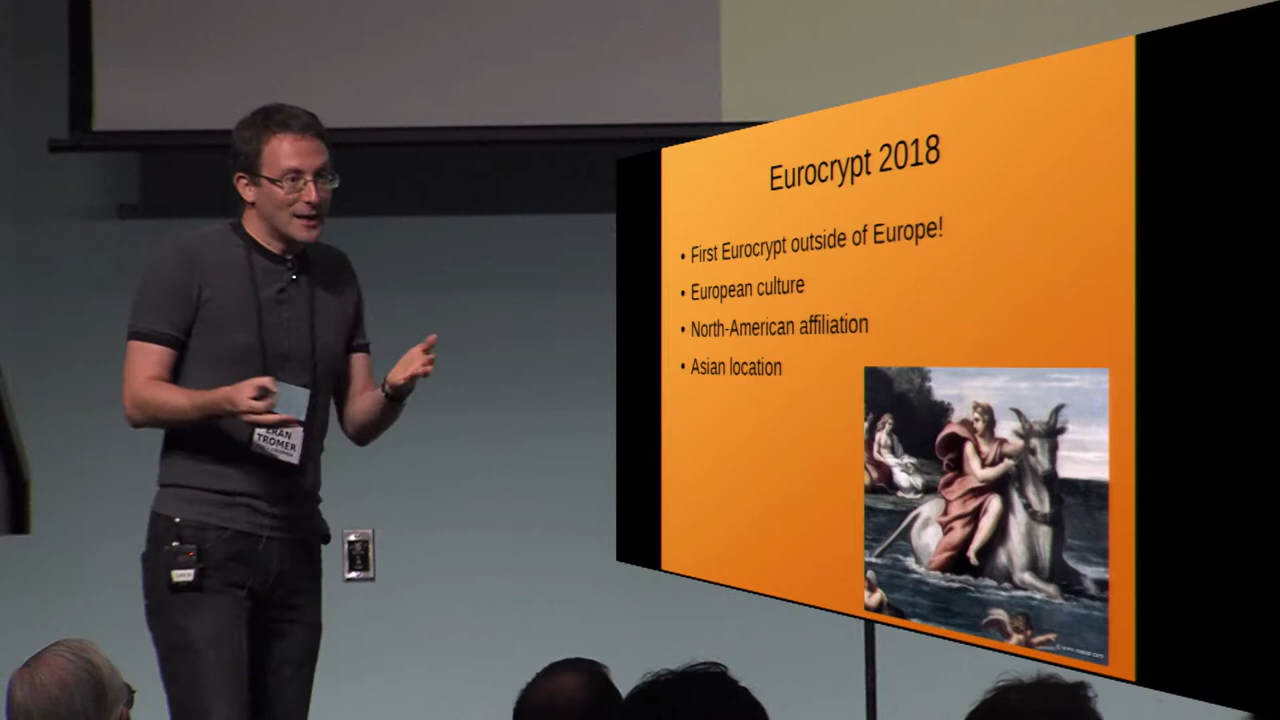 Eurocrypt 2018
• First Eurocrypt outside of Europe!
• European culture
• North-American affiliation
• Asian location
ERAN
TROMER